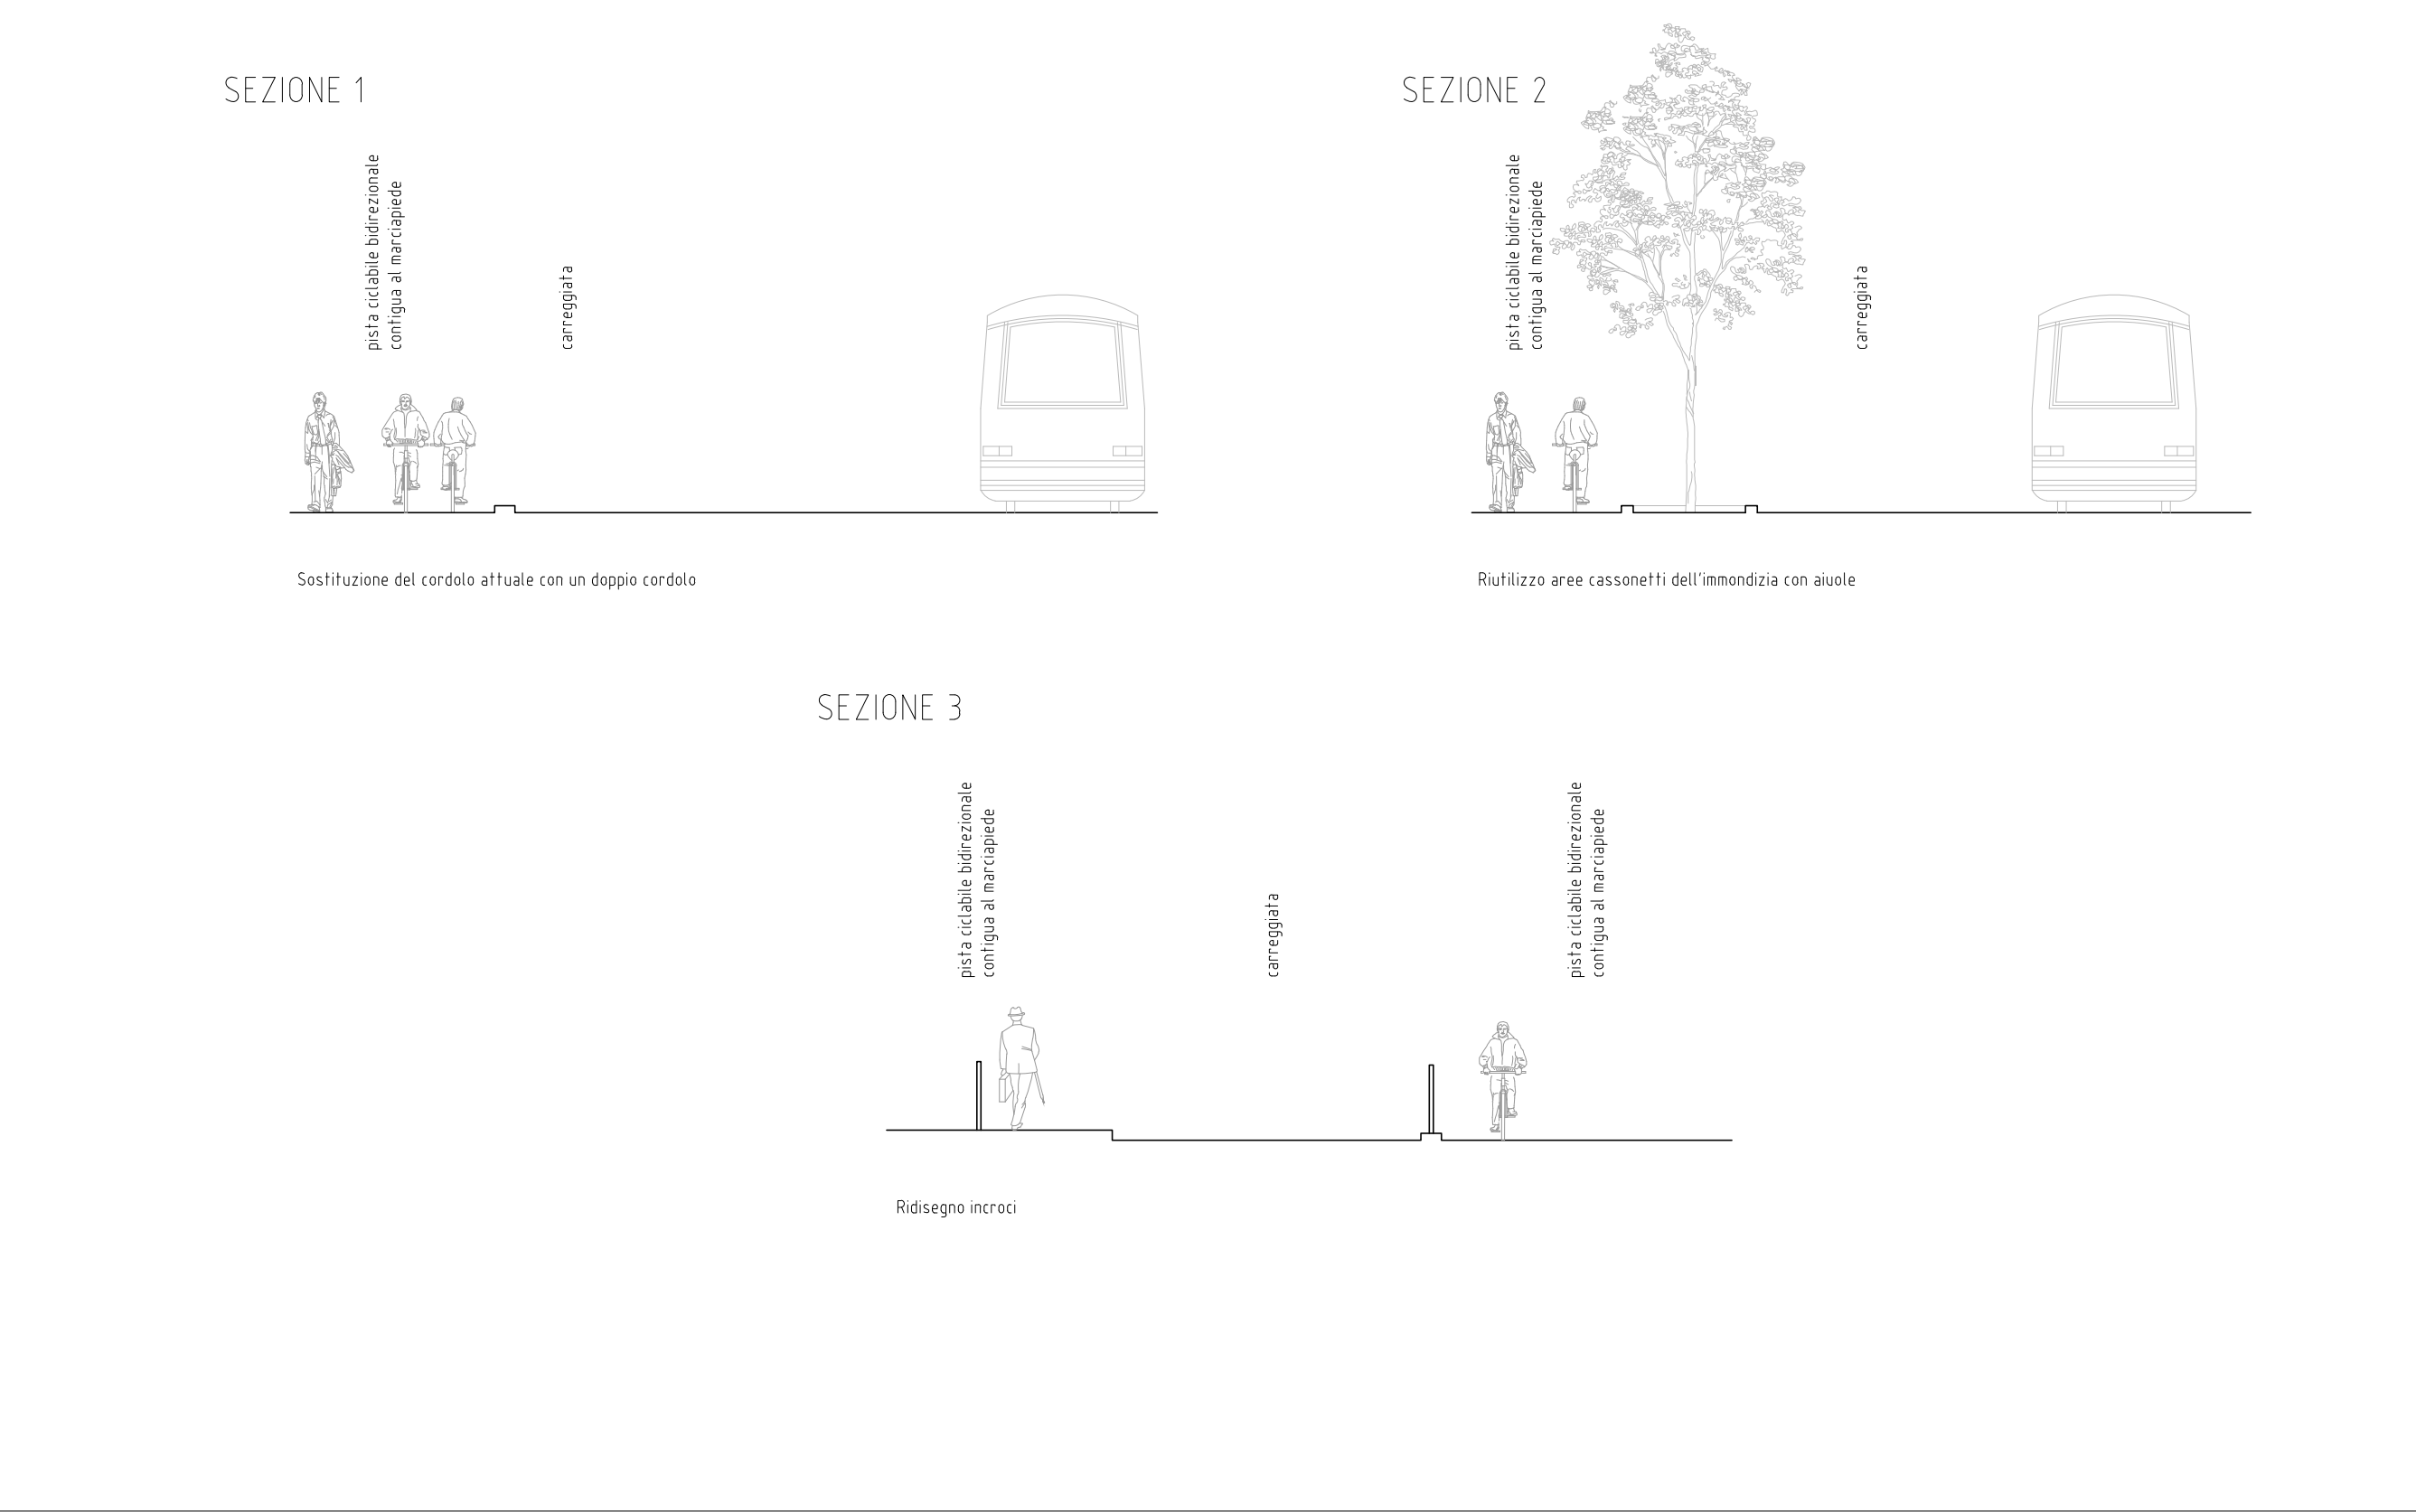 SEZIONE 1
pista ciclabile bidirezionale
contigua al marciapiede
carreggiata
Sostituzione del cordolo attuale con un doppio cordolo
SEZIONE 2
pista ciclabile bidirezionale
contigua al marciapiede
carreggiata
Riutilizzo aree cassonetti dell'immondizia con aiuole
SEZIONE 3
pista ciclabile bidirezionale
contigua al marciapiede
carreggiata
pista ciclabile bidirezionale
contigua al marciapiede
Ridisegno incroci